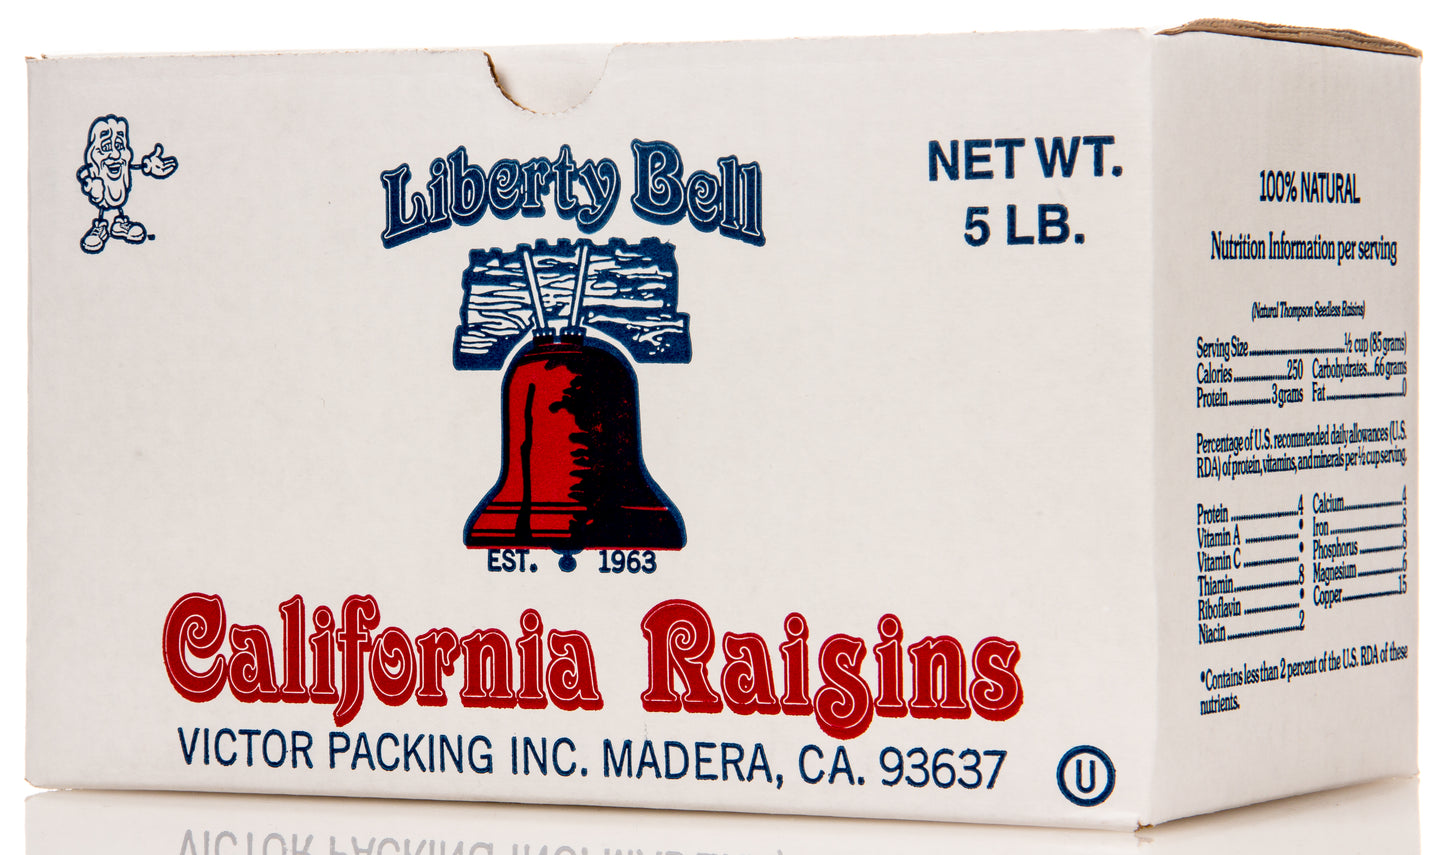 Liberty Bell
NET WT.
5 LB.
EST. 1963
California Raisins
VICTOR PACKING INC. MADERA, CA. 93637
U
100% NATURAL
Nutrition Information per serving
(Natural Thompson Seedless Raisins)
Serving Size....................½ cup (85 grams)
Calories..............250 Carbohydrates...66 grams
Protein...........3 grams Fat....................0
Percentage of U.S. recommended daily allowances (U.S.
RDA) of protein, vitamins, and minerals per ½ cup serving.
Protein....................4 Calcium..............4
Vitamin A................• Iron....................8
Vitamin C................• Phosphorus...........8
Thiamin..................8 Magnesium............6
Riboflavin...............• Copper................15
Niacin....................2
*Contains less than 2 percent of the U.S. RDA of these
nutrients.